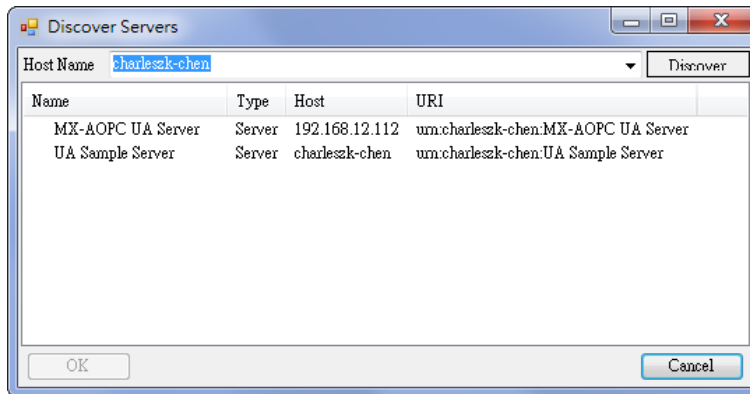 Discover Servers
Host Name charleszk-chen Discover
Name Type Host URI
MX-AOPC UA Server Server 192.168.12.112 urn:charleszk-chen:MX-AOPC UA Server
UA Sample Server Server charleszk-chen urn:charleszk-chen:UA Sample Server
OK Cancel